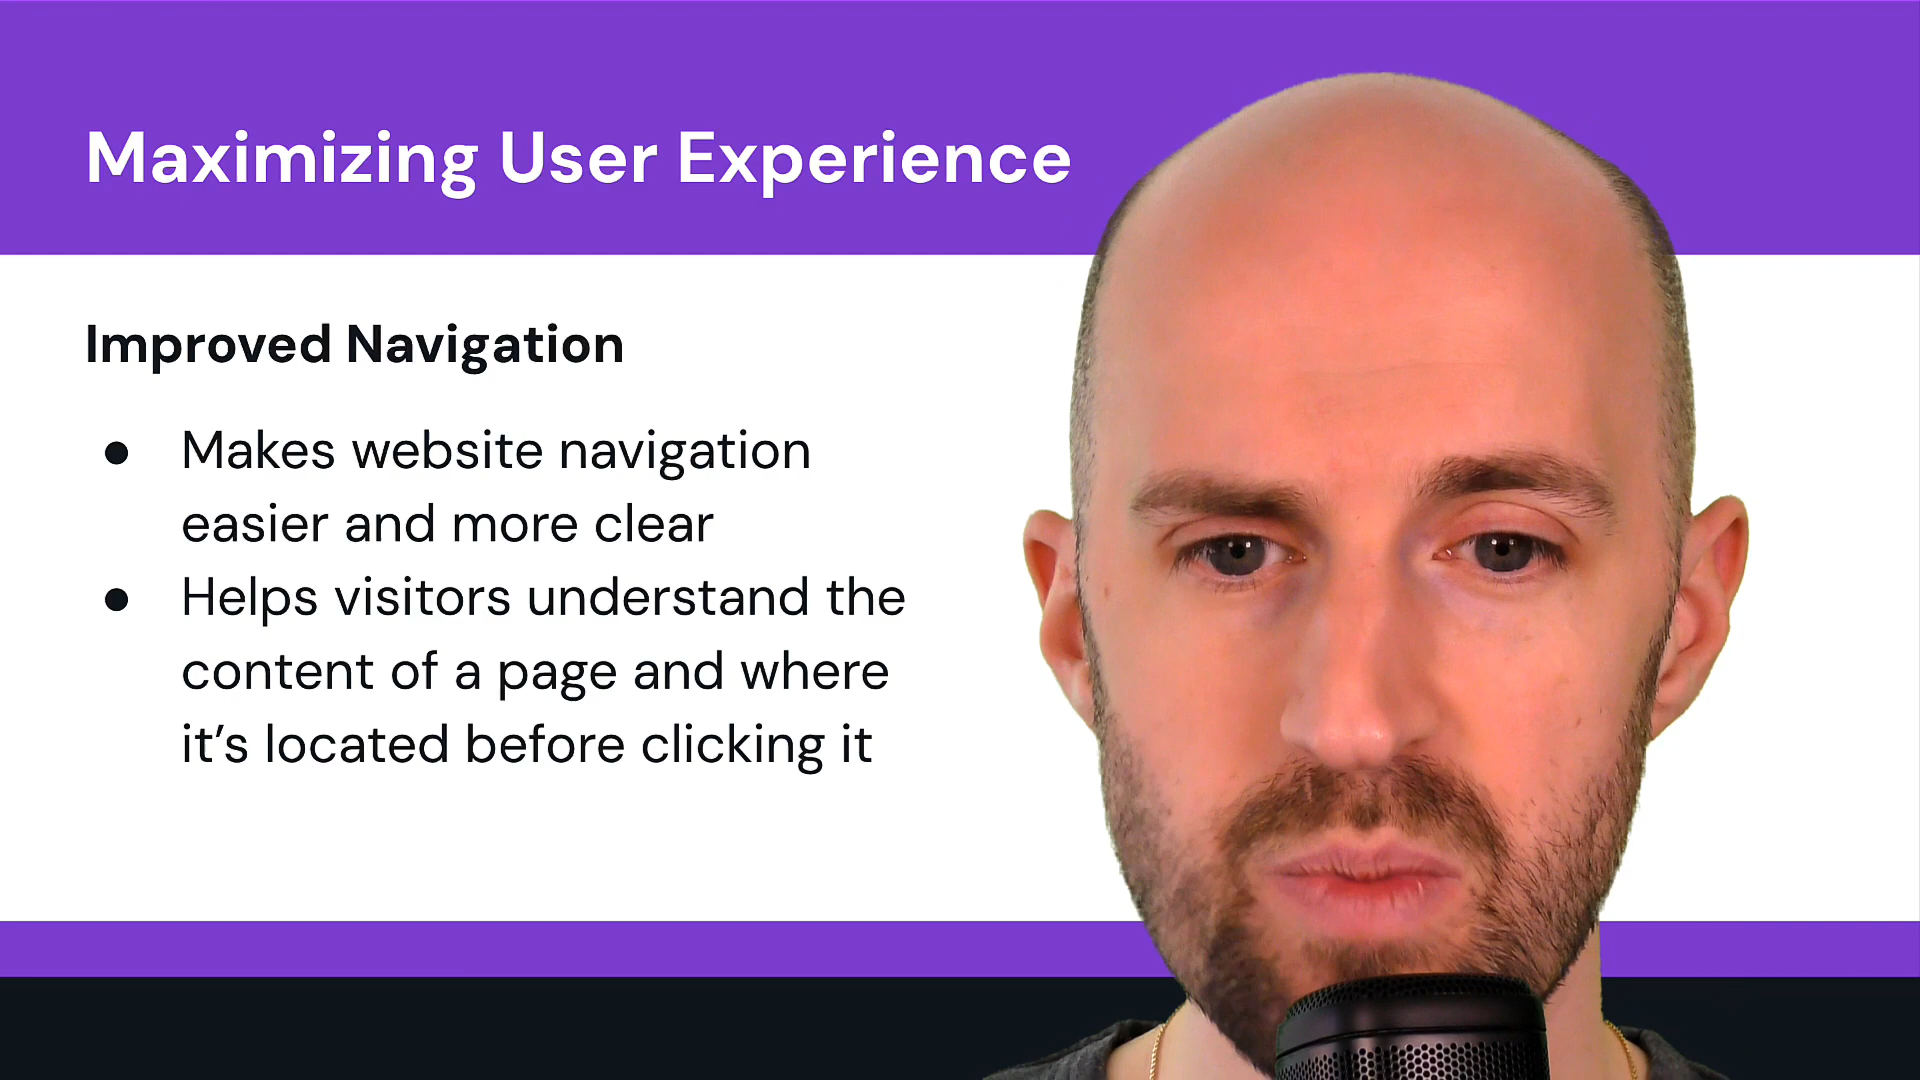 Maximizing User Experience
Improved Navigation
● Makes website navigation
easier and more clear
● Helps visitors understand the
content of a page and where
it’s located before clicking it